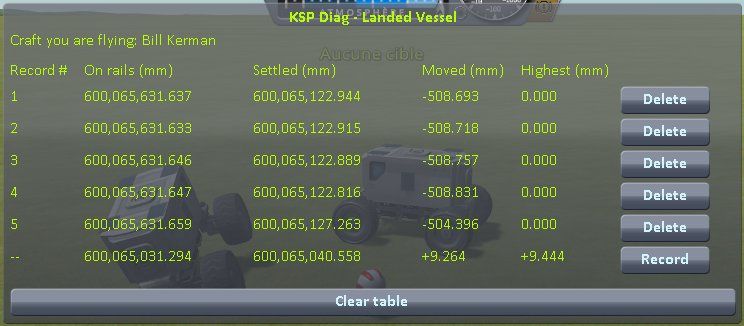 ATMOSPHÈRE
KSP Diag - Landed Vessel
Craft you are flying: Bill Kerman
Aucune cible
Record # On rails (mm) Settled (mm) Moved (mm) Highest (mm)
1 600,065,631.637 600,065,122.944 -508.693 0.000 Delete
2 600,065,631.633 600,065,122.915 -508.718 0.000 Delete
3 600,065,631.646 600,065,122.889 -508.757 0.000 Delete
4 600,065,631.647 600,065,122.816 -508.831 0.000 Delete
5 600,065,631.659 600,065,127.263 -504.396 0.000 Delete
-- 600,065,031.294 600,065,040.558 +9.264 +9.444 Record
Clear table